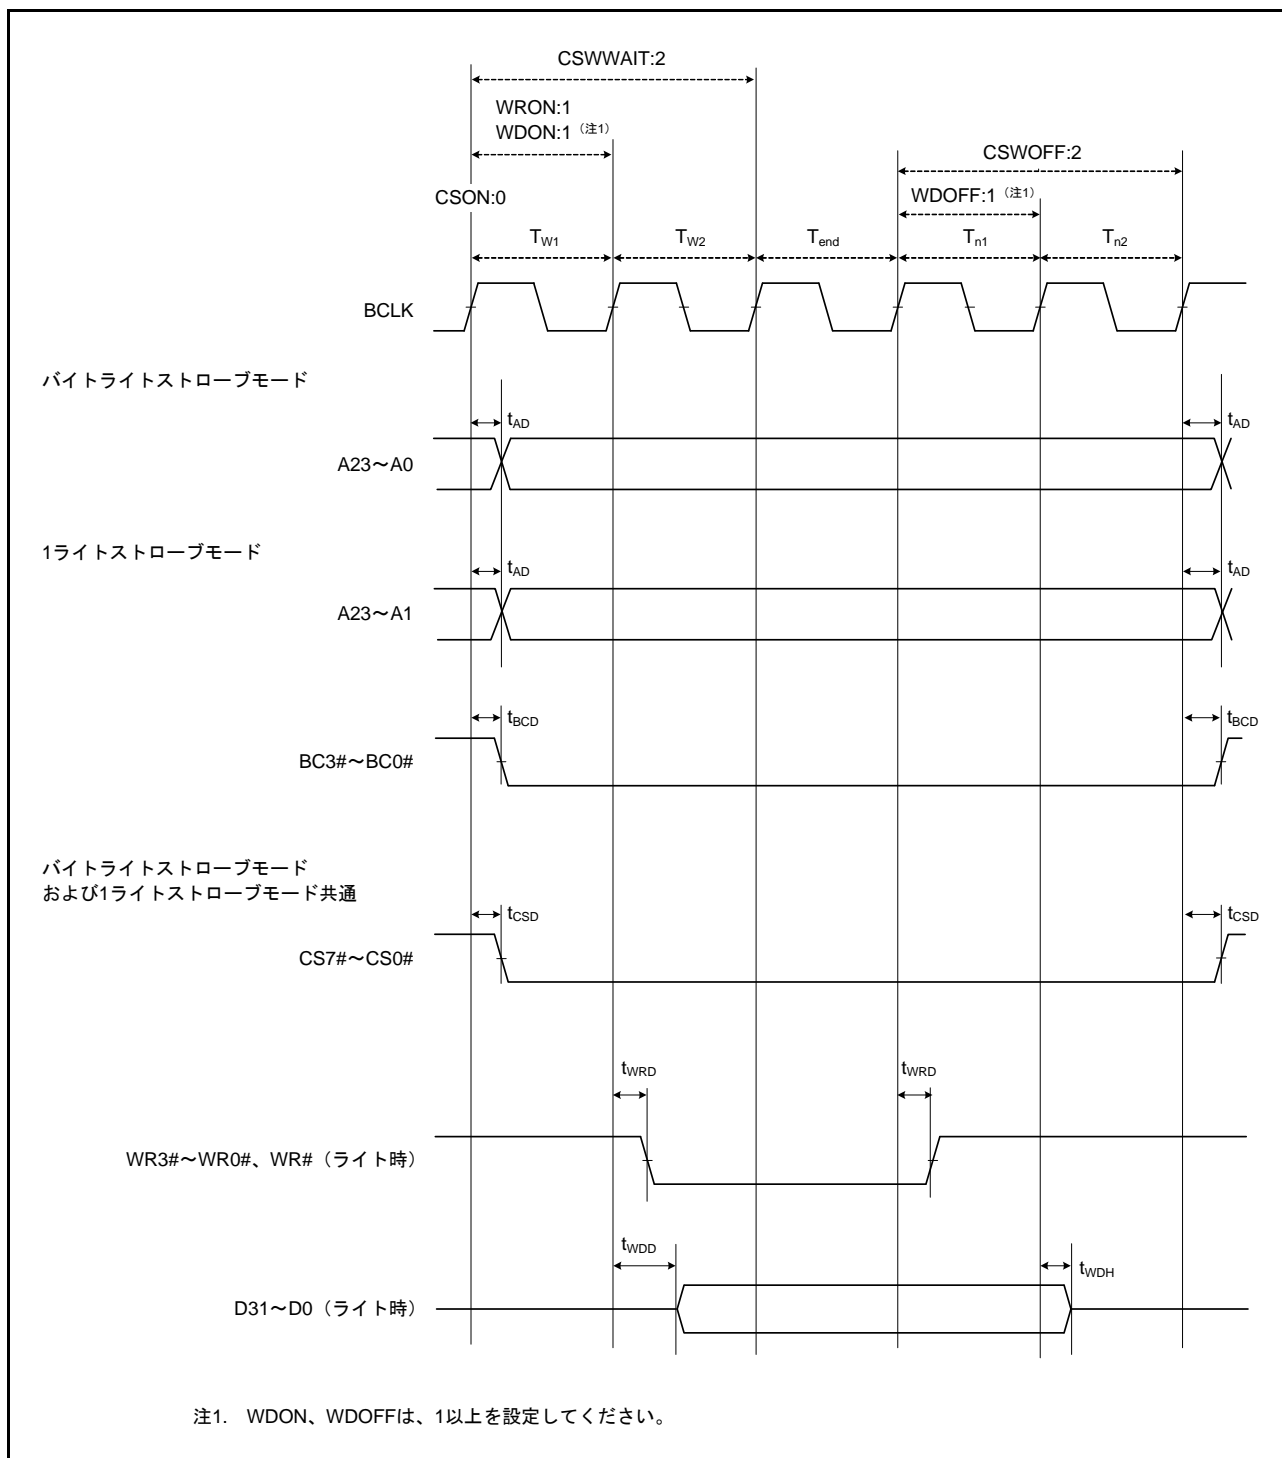 CSWWAIT:2
WRON:1
WDON:1（注1）
CSWOFF:2
CSON:0
WDOFF:1（注1）
TW1 TW2 Tend Tn1 Tn2
BCLK
バイトライトストローブモード
tAD tAD
A23〜A0
1ライトストローブモード
tAD tAD
A23〜A1
tBCD tBCD
BC3#〜BC0#
バイトライトストローブモード
および1ライトストローブモード共通
tCSD tCSD
CS7#〜CS0#
tWRD tWRD
WR3#〜WR0#、WR#（ライト時）
tWDD tWDH
D31〜D0（ライト時）
注1. WDON、WDOFFは、1以上を設定してください。